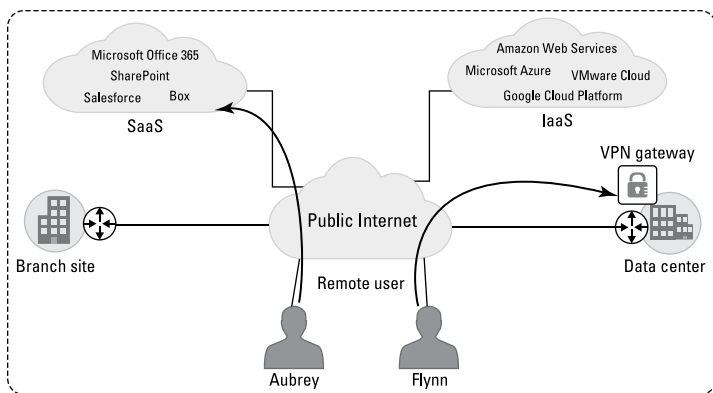 Microsoft Office 365
SharePoint
Salesforce Box
SaaS
Amazon Web Services
Microsoft Azure VMware Cloud
Google Cloud Platform
IaaS
VPN gateway
Public Internet
Branch site
Remote user
Data center
Aubrey
Flynn